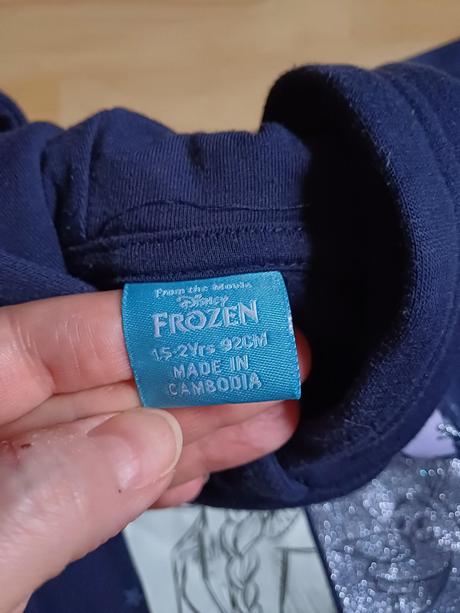 From the Movie
Disney
FROZEN
1.5-2Yrs 92CM
MADE IN
CAMBODIA